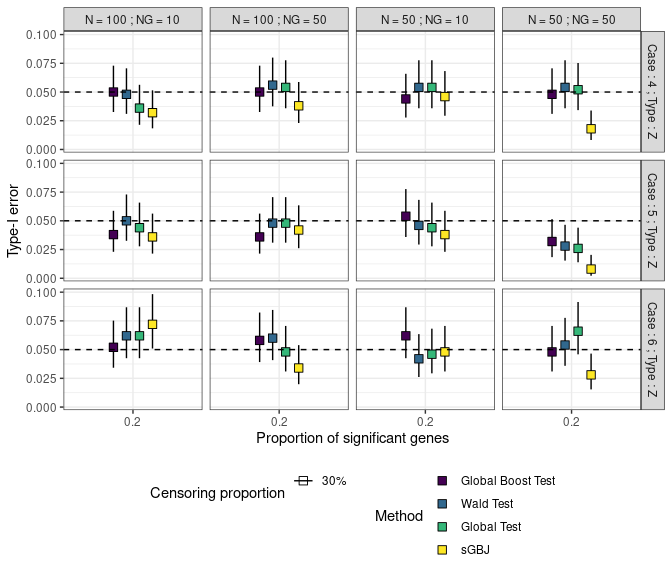 N = 100 ; NG = 10
N = 100 ; NG = 50
N = 50 ; NG = 10
N = 50 ; NG = 50
Type-I error
0.100
0.075
0.050
0.025
0.000
Case : 4 ; Type : Z
0.100
0.075
0.050
0.025
0.000
Case : 5 ; Type : Z
0.100
0.075
0.050
0.025
0.000
Case : 6 ; Type : Z
0.2
0.2
0.2
0.2
Proportion of significant genes
Censoring proportion
30%
Method
Global Boost Test
Wald Test
Global Test
sGBJ